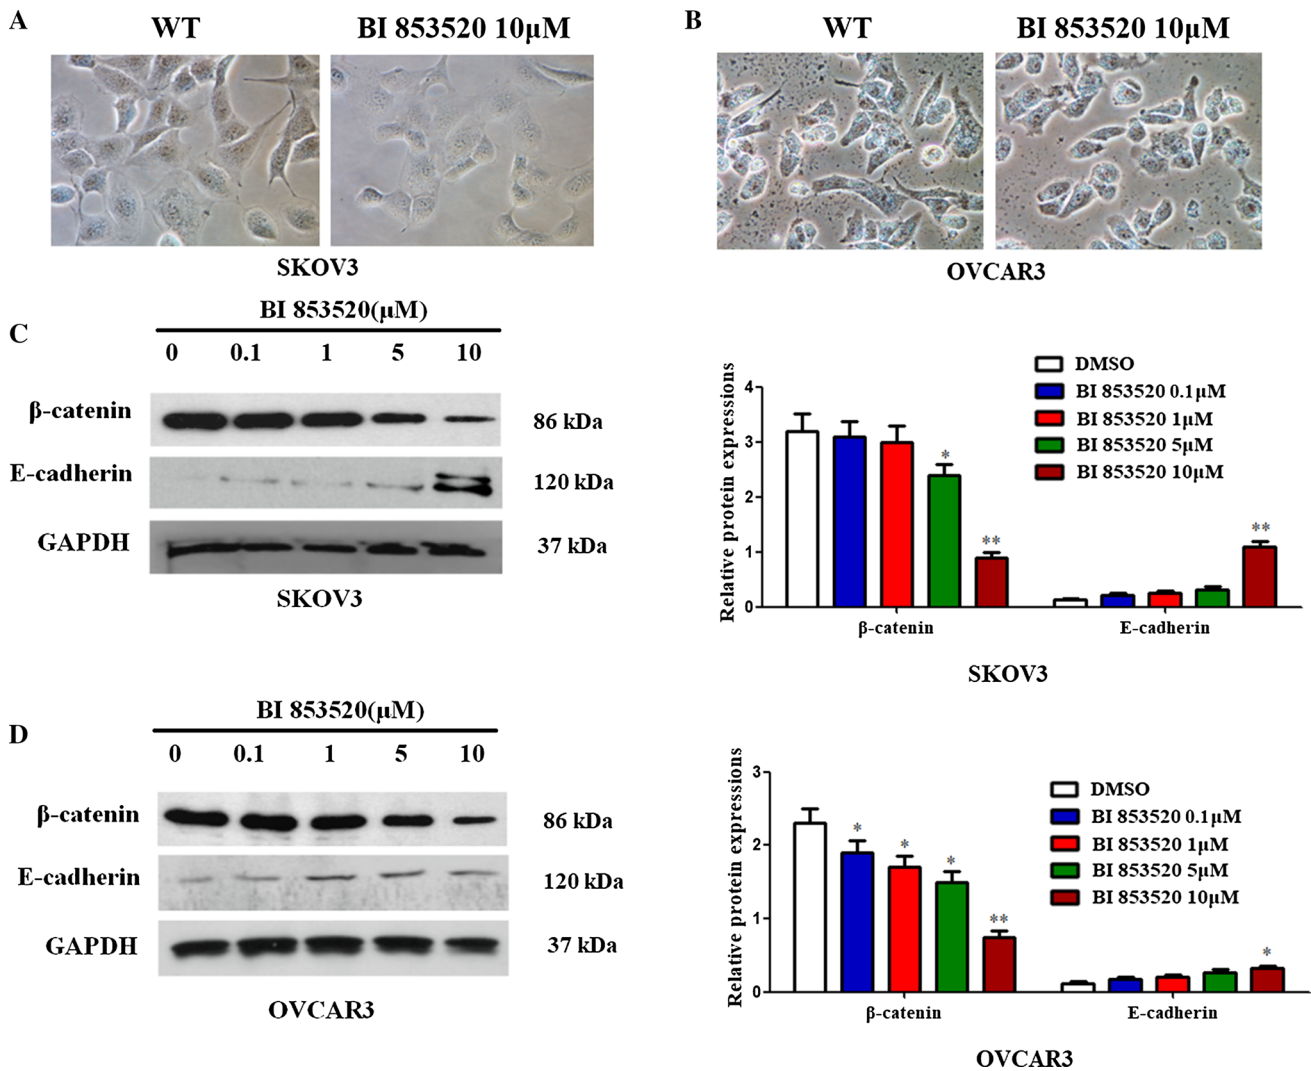 A
WT
BI 853520 10μM
SKOV3
B
WT
BI 853520 10μM
OVCAR3
C
BI 853520(μM)
0 0.1 1 5 10
β-catenin
86 kDa
E-cadherin
120 kDa
GAPDH
37 kDa
SKOV3
Relative protein expressions
4
3
2
1
0
DMSO
BI 853520 0.1μM
BI 853520 1μM
BI 853520 5μM
BI 853520 10μM
*
**
**
β-catenin
E-cadherin
SKOV3
D
BI 853520(μM)
0 0.1 1 5 10
β-catenin
86 kDa
E-cadherin
120 kDa
GAPDH
37 kDa
OVCAR3
Relative protein expressions
3
2
1
0
DMSO
BI 853520 0.1μM
BI 853520 1μM
BI 853520 5μM
BI 853520 10μM
*
*
*
**
*
β-catenin
E-cadherin
OVCAR3